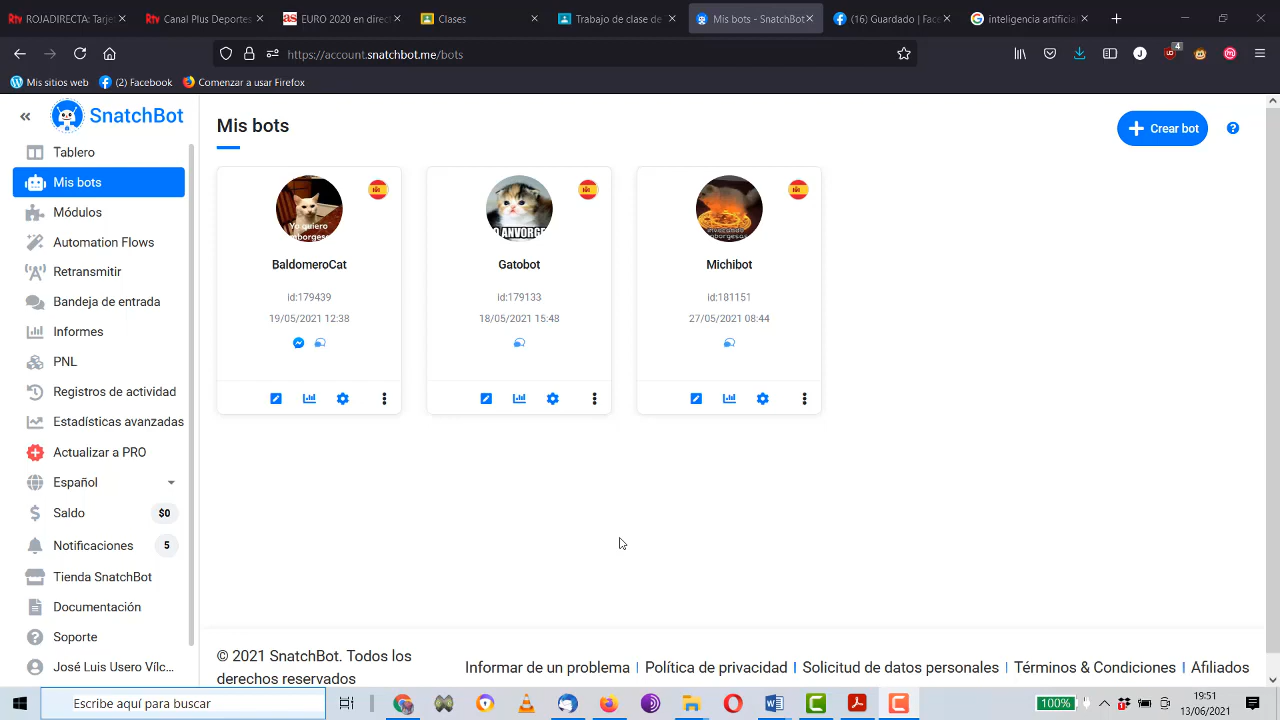 ROJADIRECTA: Tarje
Canal Plus Deportes
EURO 2020 en direct
Clases
Trabajo de clase de
Mis bots - SnatchBot
(16) Guardado | Face
inteligencia artificia
https://account.snatchbot.me/bots
4
Mis sitios web
(2) Facebook
Comenzar a usar Firefox
SnatchBot
Tablero
Mis bots
Módulos
Automation Flows
Retransmitir
Bandeja de entrada
Informes
PNL
Registros de actividad
Estadísticas avanzadas
Actualizar a PRO
Español
Saldo $0
Notificaciones 5
Tienda SnatchBot
Documentación
Soporte
José Luis Usero Vílc...
Mis bots
Crear bot
Yo quiero
BaldomeroCat
id:179439
19/05/2021 12:38
O ANVORGE
Gatobot
id:179133
18/05/2021 15:48
Michibot
id:181151
27/05/2021 08:44
© 2021 SnatchBot. Todos los
derechos reservados
Informar de un problema | Política de privacidad | Solicitud de datos personales | Términos & Condiciones | Afiliados
Escribe aquí para buscar
100%
19:51
13/06/2021